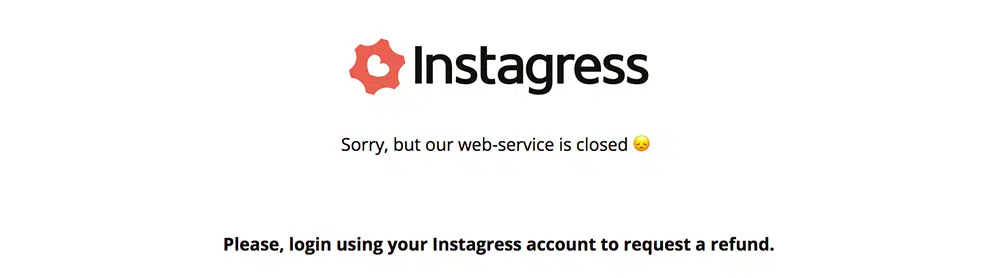 Instagress
Sorry, but our web-service is closed 😞
Please, login using your Instagress account to request a refund.